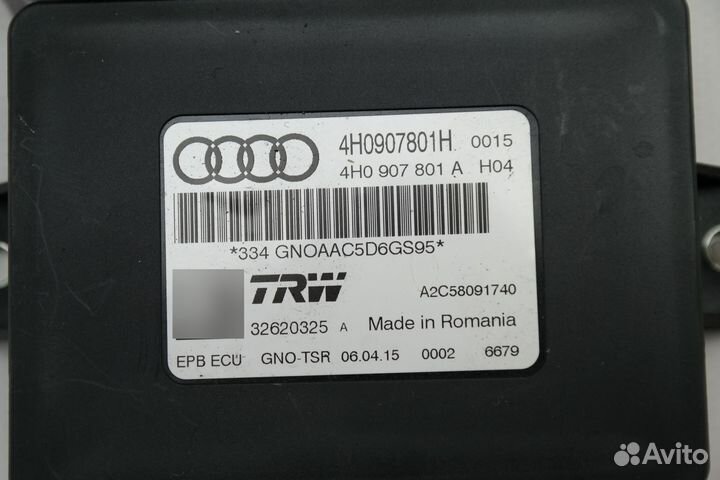 4H0907801H 0015
4H0 907 801 A H04
*334 GNOAAC5D6GS95*
TRW A2C58091740
32620325 A Made in Romania
EPB ECU GNO-TSR 06.04.15 0002 6679
Avito